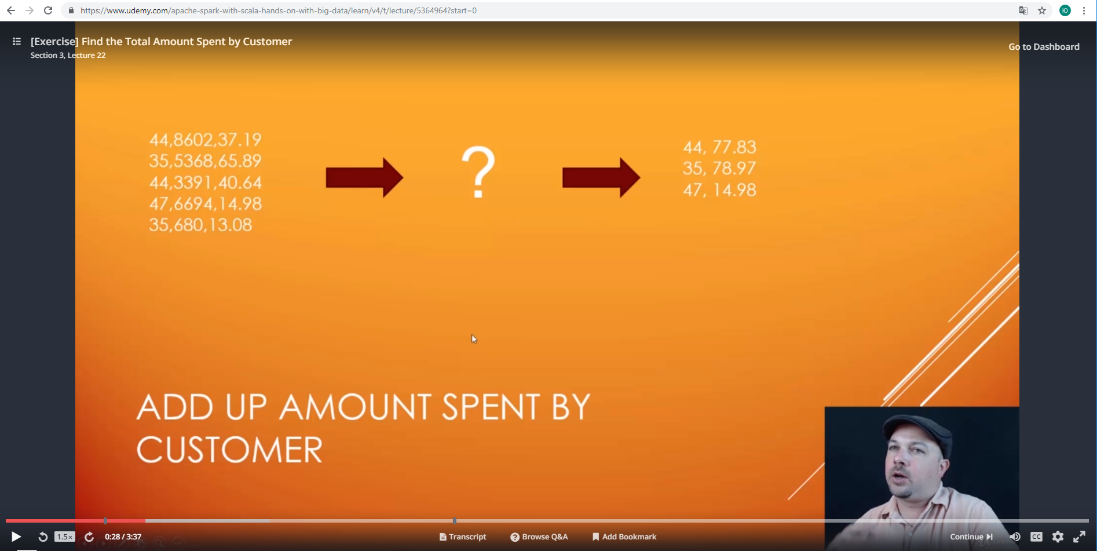 https://www.udemy.com/apache-spark-with-scala-hands-on-with-big-data/learn/v4/t/lecture/5364964?start=0
IO
[Exercise] Find the Total Amount Spent by Customer
Section 3, Lecture 22
Go to Dashboard
44,8602,37.19
35,5368,65.89
44,3391,40.64
47,6694,14.98
35,680,13.08
?
44, 77.83
35, 78.97
47, 14.98
ADD UP AMOUNT SPENT BY
CUSTOMER
1.5x
0:28 / 3:37
Transcript
Browse Q&A
Add Bookmark
Continue
CC